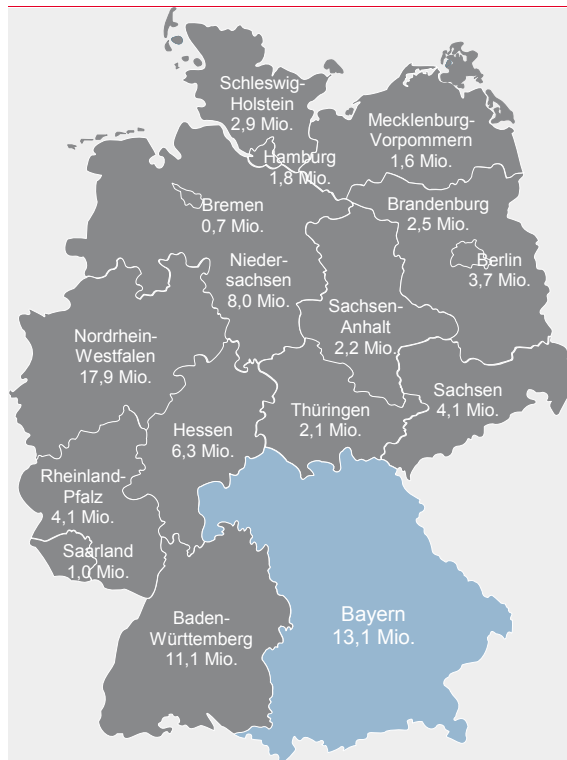 Schleswig-
Holstein
2,9 Mio.
Mecklenburg-
Vorpommern
1,6 Mio.
Hamburg
1,8 Mio.
Bremen
0,7 Mio.
Brandenburg
2,5 Mio.
Berlin
3,7 Mio.
Nieder-
sachsen
8,0 Mio.
Sachsen-
Anhalt
2,2 Mio.
Nordrhein-
Westfalen
17,9 Mio.
Sachsen
4,1 Mio.
Thüringen
2,1 Mio.
Hessen
6,3 Mio.
Rheinland-
Pfalz
4,1 Mio.
Saarland
1,0 Mio.
Baden-
Württemberg
11,1 Mio.
Bayern
13,1 Mio.